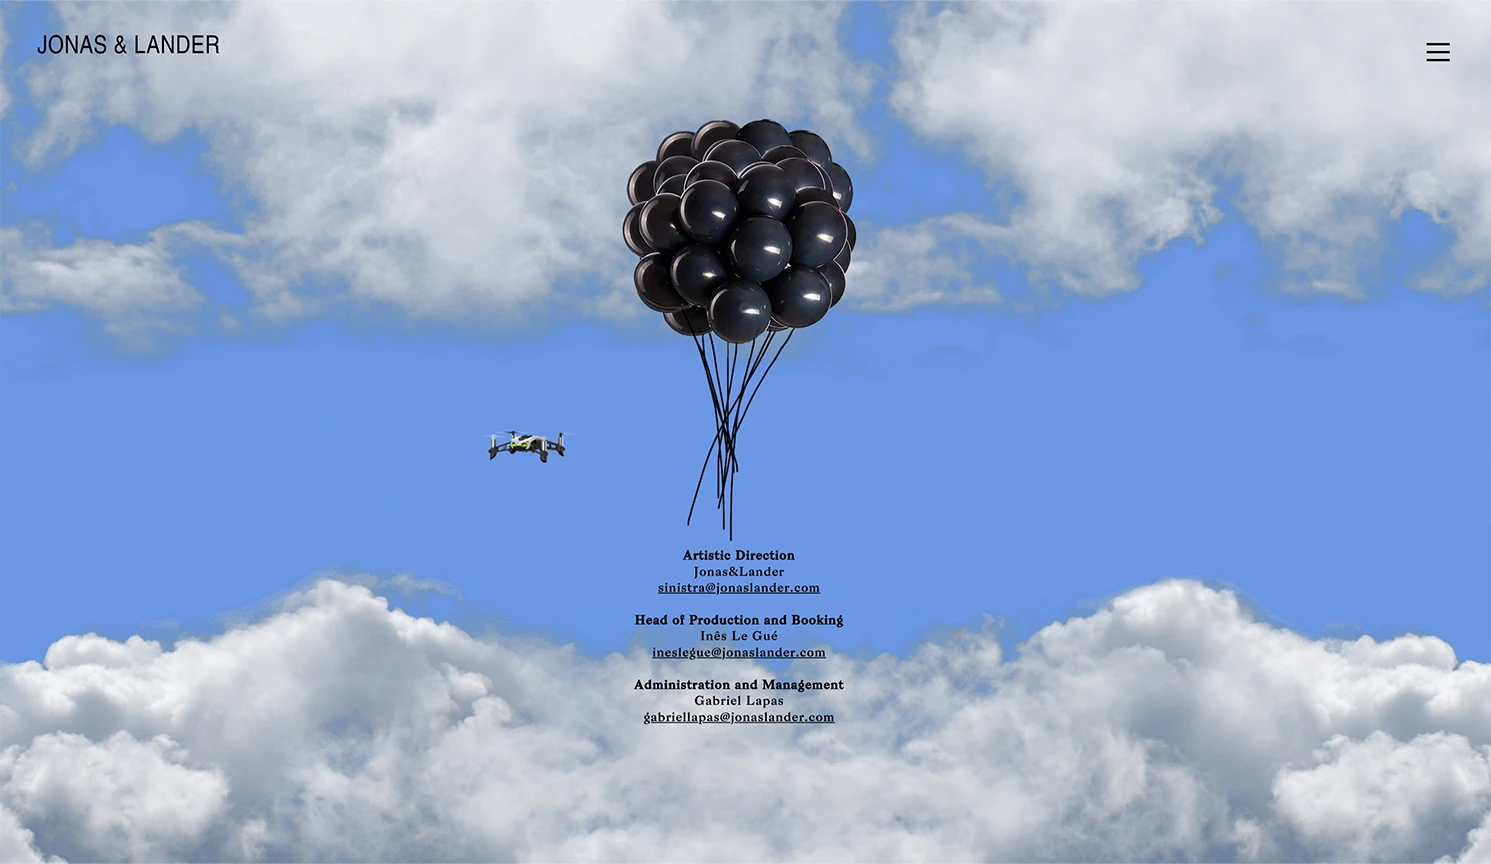 JONAS & LANDER
Artistic Direction
Jonas&Lander
sinistra@jonaslander.com
Head of Production and Booking
Inês Le Gué
ineslegue@jonaslander.com
Administration and Management
Gabriel Lapas
gabriellapas@jonaslander.com